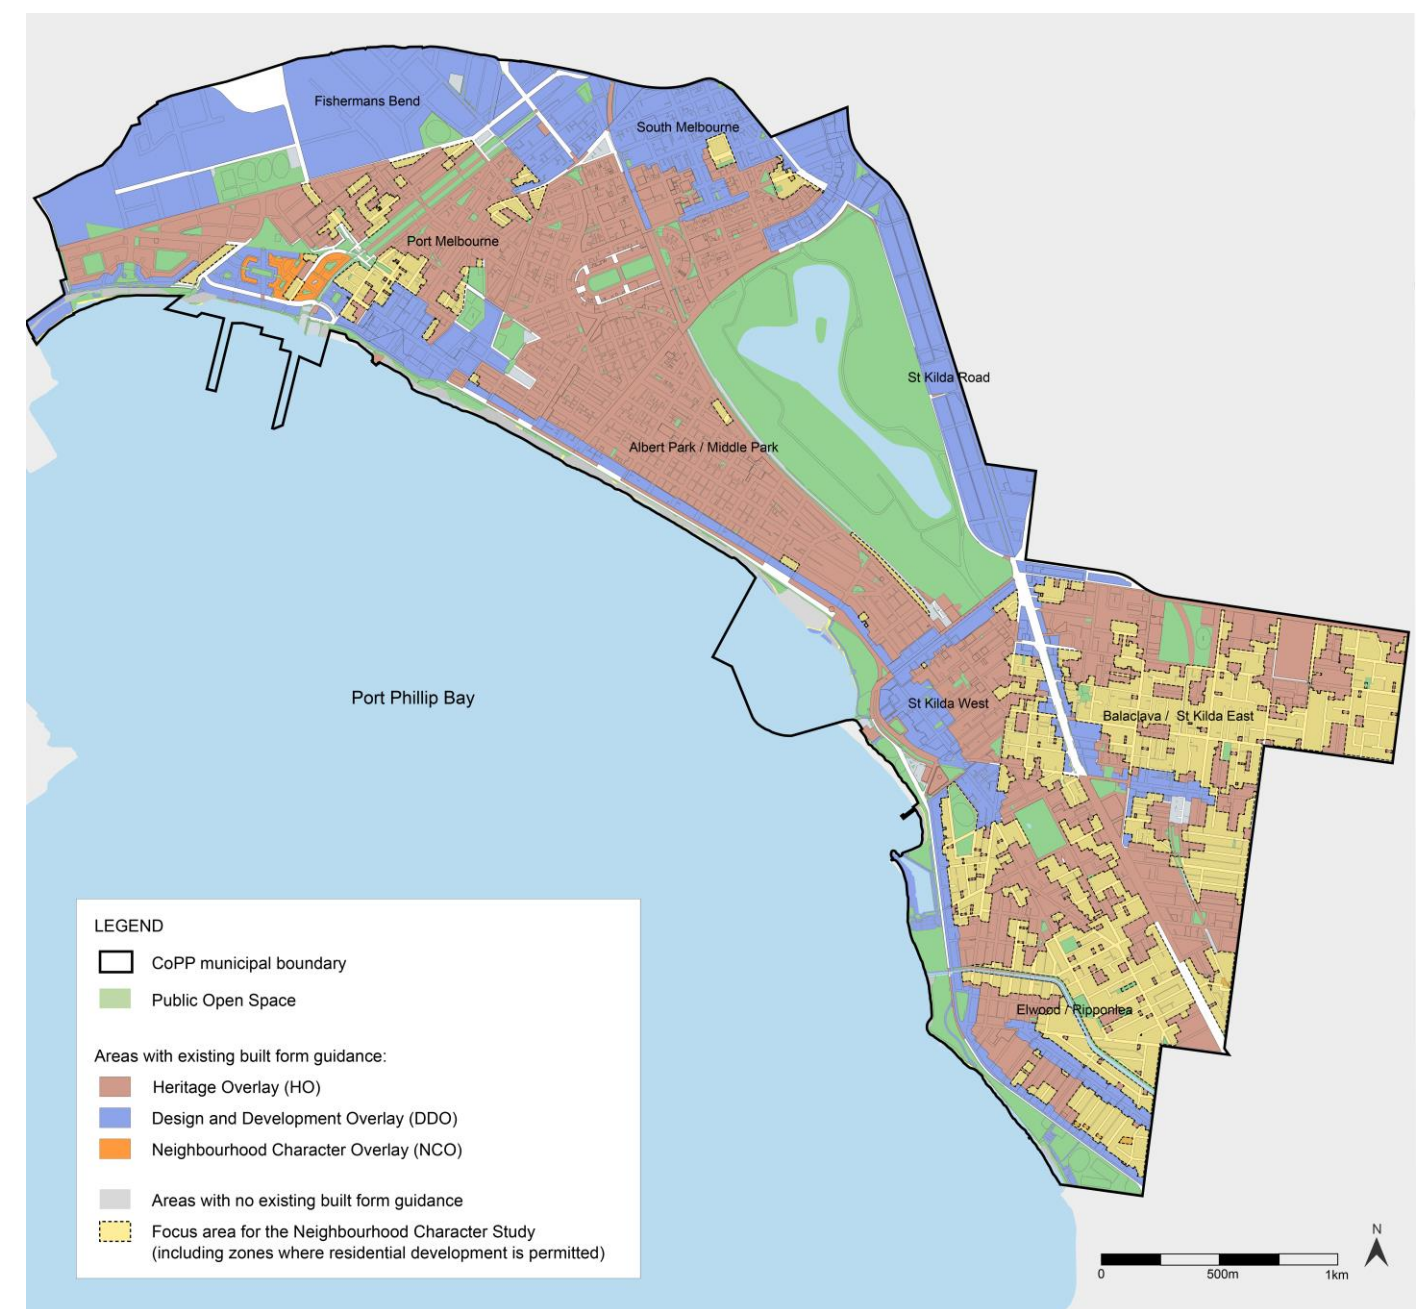 Fishermans Bend
South Melbourne
Port Melbourne
St Kilda Road
Albert Park / Middle Park
Port Phillip Bay
St Kilda West
Balaclava / St Kilda East
Elwood / Ripponlea
LEGEND
CoPP municipal boundary
Public Open Space
Areas with existing built form guidance:
Heritage Overlay (HO)
Design and Development Overlay (DDO)
Neighbourhood Character Overlay (NCO)
Areas with no existing built form guidance
Focus area for the Neighbourhood Character Study
(including zones where residential development is permitted)
N
0 500m 1km